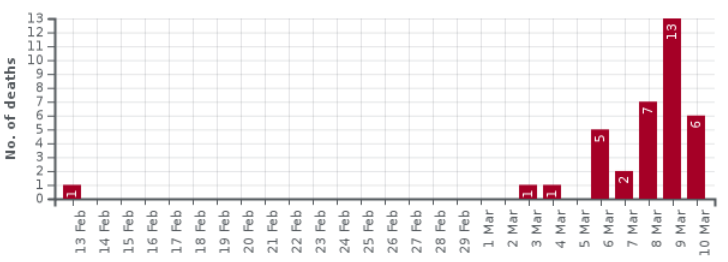 No. of deaths
13
12
11
10
9
8
7
6
5
4
3
2
1
0
1
1
1
5
2
7
13
6
13 Feb
14 Feb
15 Feb
16 Feb
17 Feb
18 Feb
19 Feb
20 Feb
21 Feb
22 Feb
23 Feb
24 Feb
25 Feb
26 Feb
27 Feb
28 Feb
29 Feb
1 Mar
2 Mar
3 Mar
4 Mar
5 Mar
6 Mar
7 Mar
8 Mar
9 Mar
10 Mar